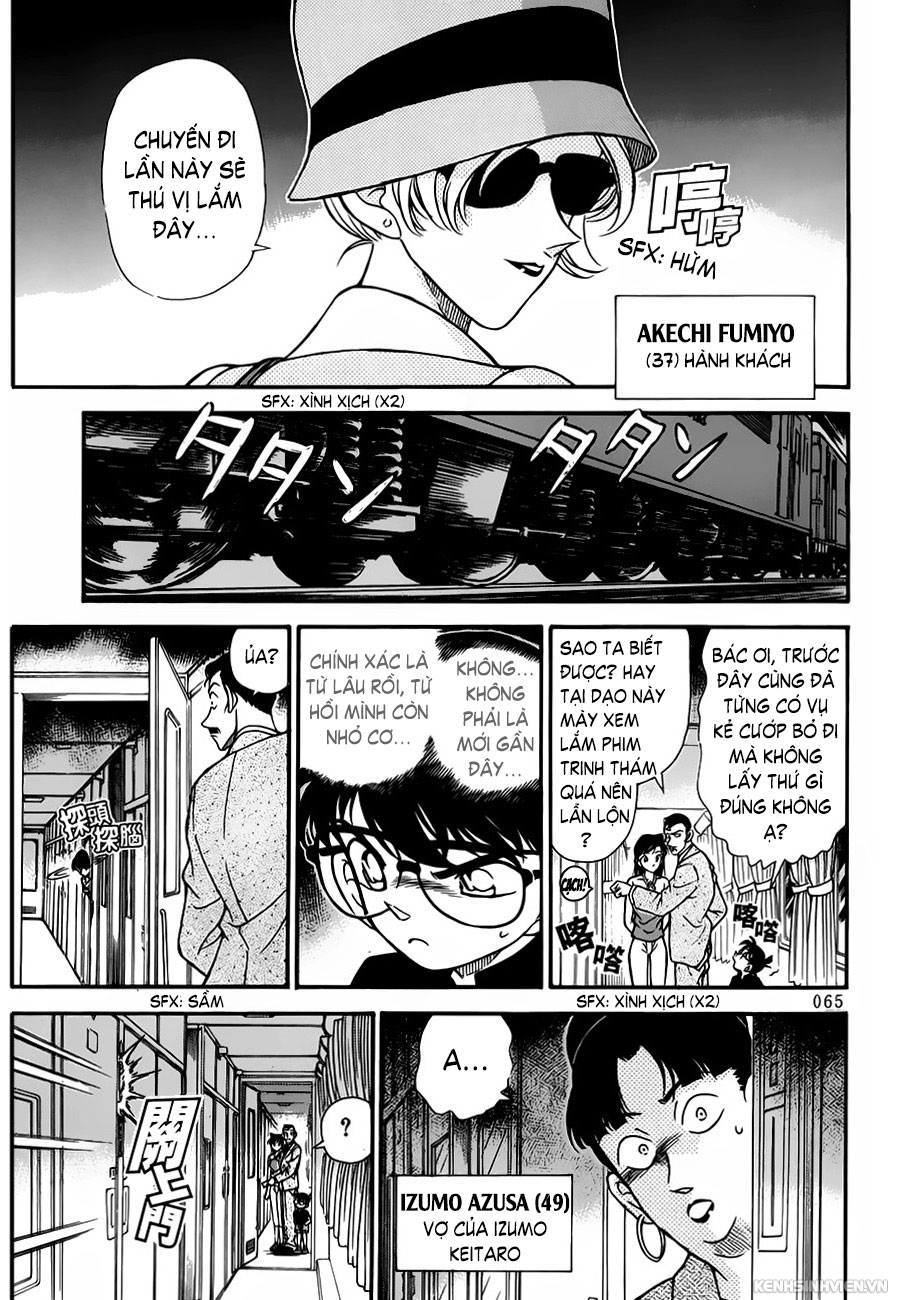 CHUYẾN ĐI
LẦN NÀY SẼ
THÚ VỊ LẮM
ĐÂY...
哼哼
SFX: HỪM
AKECHI FUMIYO
(37) HÀNH KHÁCH
SFX: XÌNH XỊCH (X2)
タタン
タタン
BÁC ƠI, TRƯỚC
ĐÂY CŨNG ĐÃ
TỪNG CÓ VỤ
KẺ CƯỚP BỎ ĐI
MÀ KHÔNG
LẤY THỨ GÌ
ĐÚNG KHÔNG
Ạ?
SAO TA BIẾT
ĐƯỢC? HAY
TẠI DẠO NÀY
MÀY XEM
LẮM PHIM
TRINH THÁM
QUÁ NÊN
LẨN LỘN
?
CẠCH!
喀嗒
喀嗒
KHÔNG...
KHÔNG
PHẢI LÀ
MỚI GẦN
ĐÂY...
CHÍNH XÁC LÀ
TỪ LÂU RỒI, TỪ
HỒI MÌNH CÒN
NHỎ CƠ...
ỦA?
探頭
探腦
SFX: SẦM
SFX: XÌNH XỊCH (X2)
065
A...
IZUMO AZUSA (49)
VỢ CỦA IZUMO
KEITARO
?
關上門
KENHSINHVIEN.VN